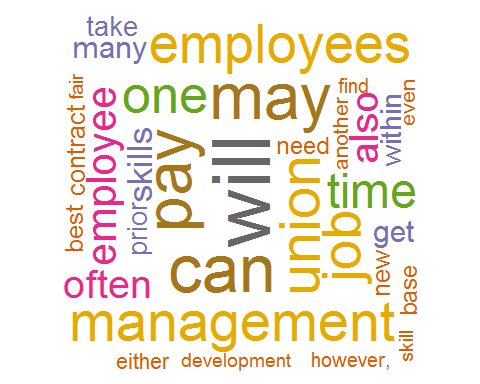 take
many
employees
one
may
employee
best
contract
fair
prior
skills
pay
will
need
union
another
find
also
within
even
time
job
get
new
base
skill
can
often
management
either
development
however,